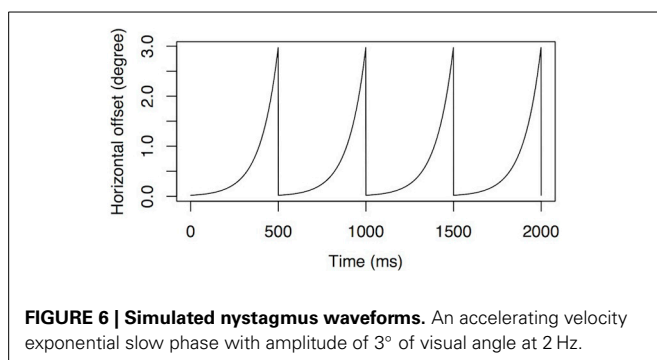 Horizontal offset (degree)
3.0
2.0
1.0
0.0
0
500
1000
1500
2000
Time (ms)
FIGURE 6 | Simulated nystagmus waveforms. An accelerating velocity
exponential slow phase with amplitude of 3° of visual angle at 2 Hz.